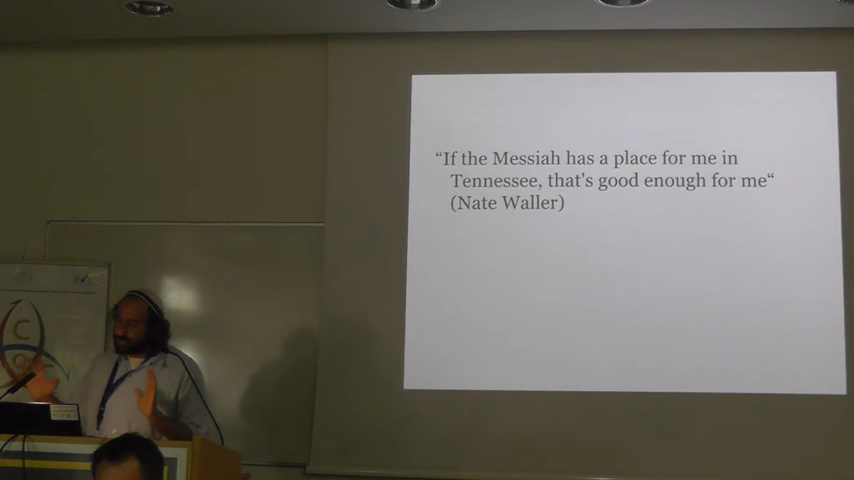 “If the Messiah has a place for me in
Tennessee, that's good enough for me“
(Nate Waller)
C